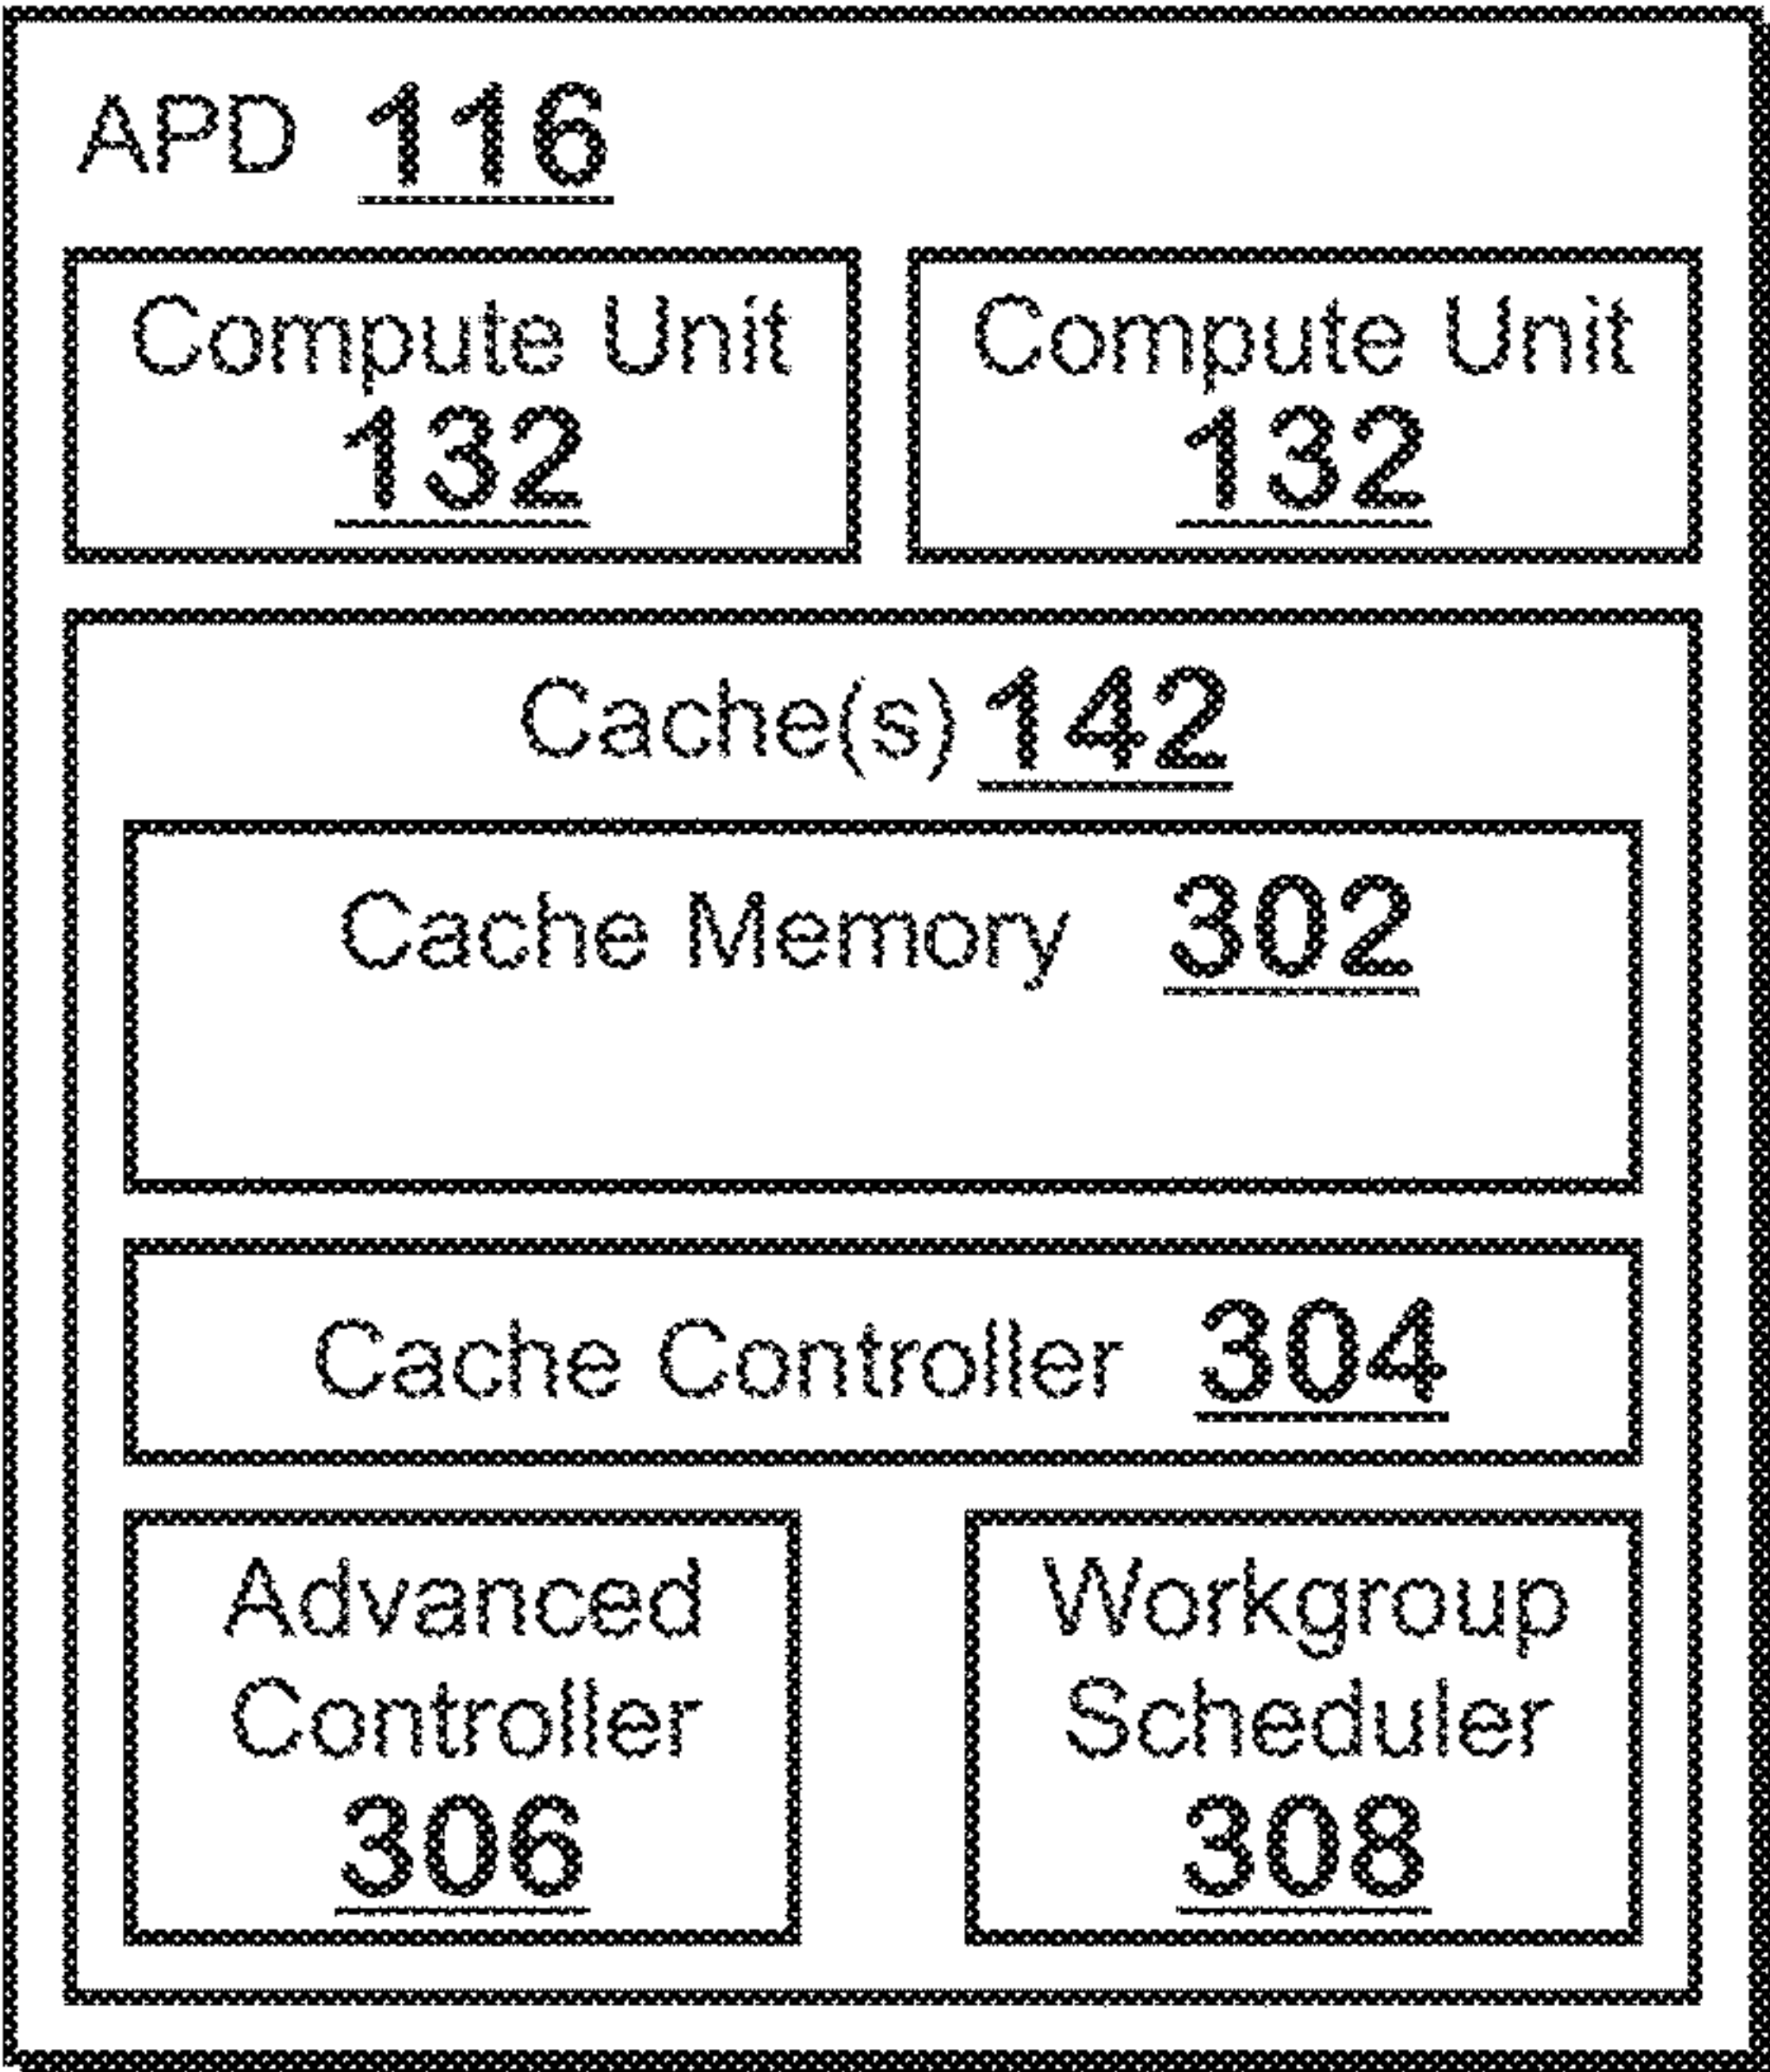 APD 116
Compute Unit
132
Compute Unit
132
Cache(s) 142
Cache Memory 302
Cache Controller 304
Advanced
Controller
306
Workgroup
Scheduler
308